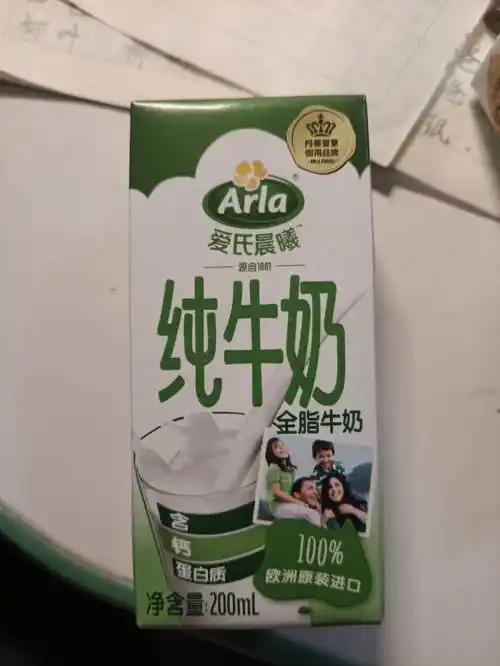 丹麦皇室
御用品牌
Arla®
爱氏晨曦™
源自1881
纯牛奶
全脂牛奶
含
钙
蛋白质
100%
欧洲原装进口
净含量:200mL